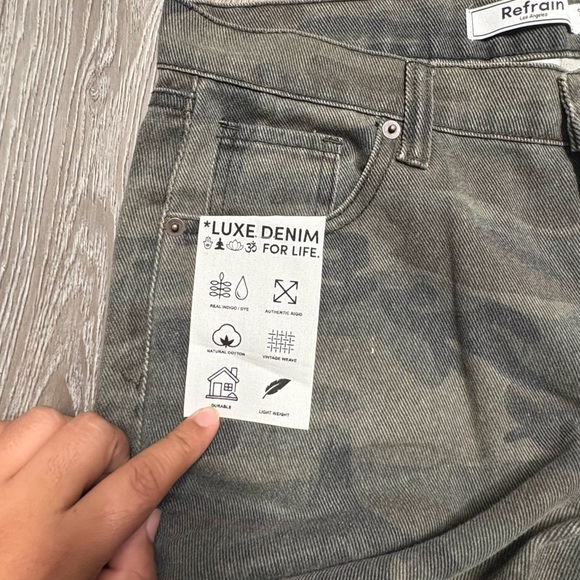 Refrain
Los Angeles
*LUXE DENIM
ॐ FOR LIFE.
REAL INDIGO / DYE
AUTHENTIC RIGID
NATURAL COTTON
VINTAGE WEAVE
DURABLE
LIGHT WEIGHT